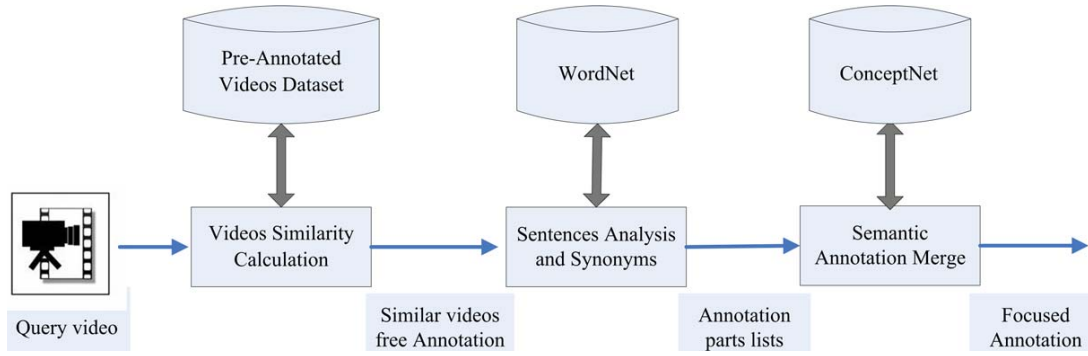 Pre-Annotated
Videos Dataset
WordNet
ConceptNet
Videos Similarity
Calculation
Sentences Analysis
and Synonyms
Semantic
Annotation Merge
Query video
Similar videos
free Annotation
Annotation
parts lists
Focused
Annotation